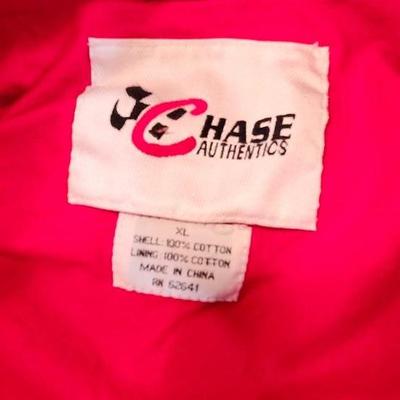 CHASE
AUTHENTICS
XL
SHELL: 100% COTTON
LINING 100% COTTON
MADE IN CHINA
RN 62641